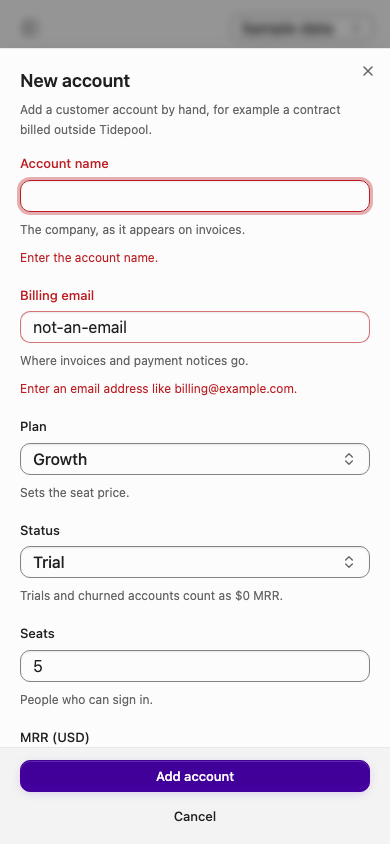 New account
Add a customer account by hand, for example a contract
billed outside Tidepool.
Account name
The company, as it appears on invoices.
Enter the account name.
Billing email
not-an-email
Where invoices and payment notices go.
Enter an email address like billing@example.com.
Plan
Growth
Sets the seat price.
Status
Trial
Trials and churned accounts count as $0 MRR.
Seats
5
People who can sign in.
MRR (USD)
Add account
Cancel